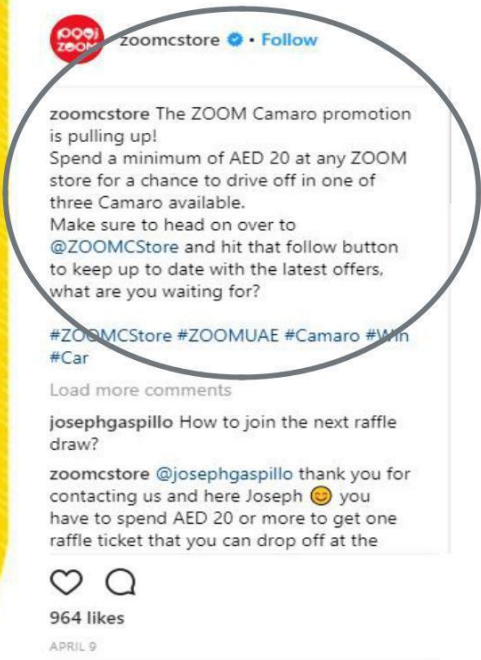 zoom
zoomcstore • Follow
zoomcstore The ZOOM Camaro promotion
is pulling up!
Spend a minimum of AED 20 at any ZOOM
store for a chance to drive off in one of
three Camaro available.
Make sure to head on over to
@ZOOMCStore and hit that follow button
to keep up to date with the latest offers,
what are you waiting for?
#ZOOMCStore #ZOOMUAE #Camaro #Win
#Car
Load more comments
josephgaspillo How to join the next raffle
draw?
zoomcstore @josephgaspillo thank you for
contacting us and here Joseph 😊 you
have to spend AED 20 or more to get one
raffle ticket that you can drop off at the
964 likes
APRIL 9